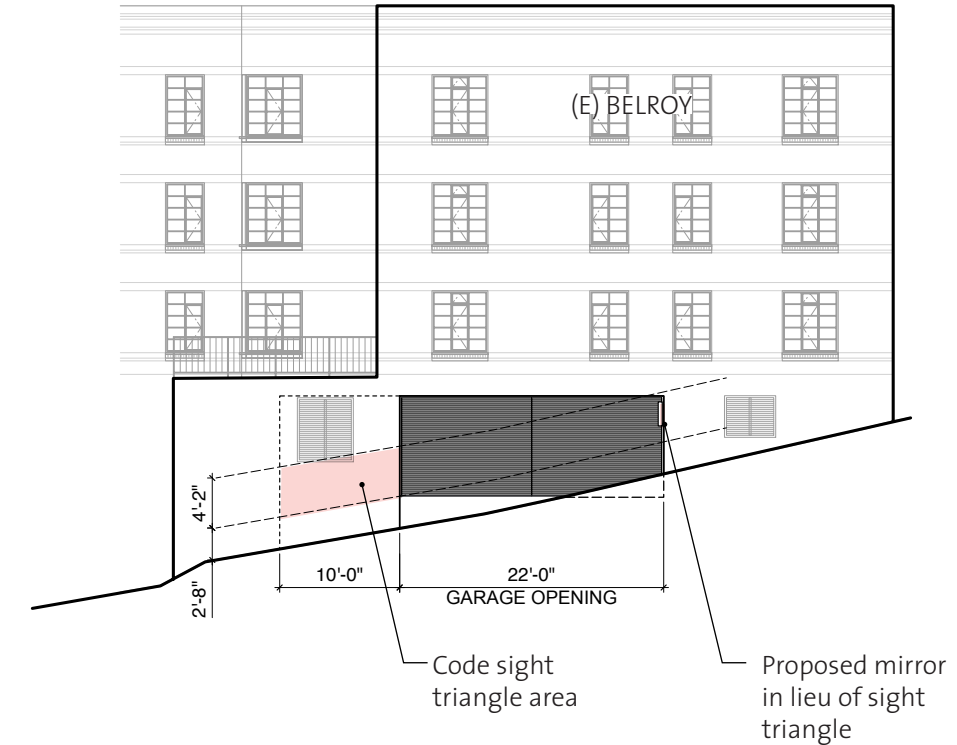 (E) BELROY
4'-2"
2'-8"
10'-0"
22'-0"
GARAGE OPENING
Code sight
triangle area
Proposed mirror
in lieu of sight
triangle